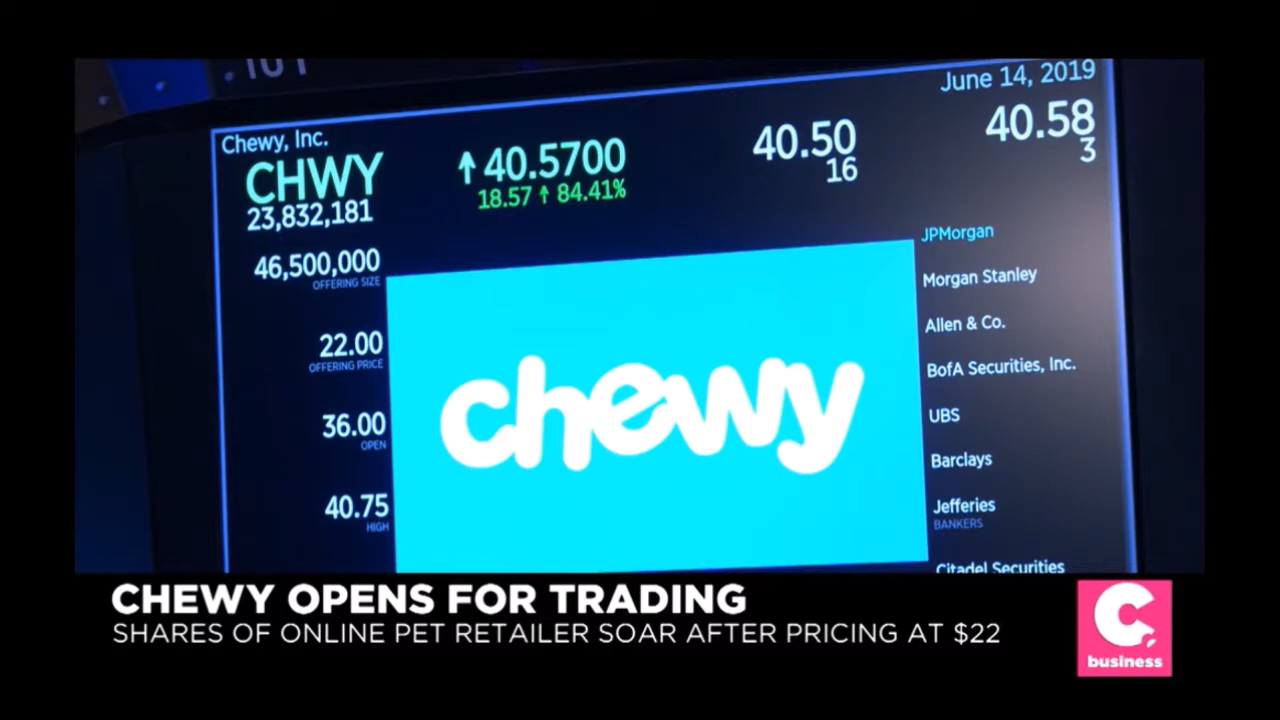 June 14, 2019
Chewy, Inc.
CHWY
23,832,181
↑40.5700
18.57 ↑ 84.41%
40.50
16
40.58
3
46,500,000
OFFERING SIZE
22.00
OFFERING PRICE
36.00
OPEN
40.75
HIGH
chewy
JPMorgan
Morgan Stanley
Allen & Co.
BofA Securities, Inc.
UBS
Barclays
Jefferies
BANKERS
Citadel Securities
CHEWY OPENS FOR TRADING
SHARES OF ONLINE PET RETAILER SOAR AFTER PRICING AT $22
C
business